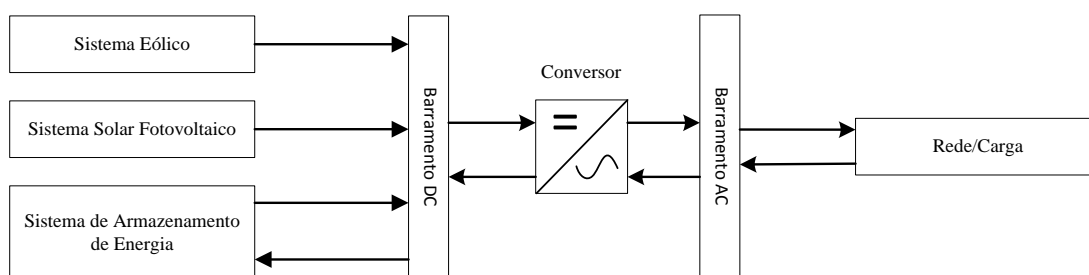 Sistema Eólico
Sistema Solar Fotovoltaico
Sistema de Armazenamento
de Energia
Barramento DC
Conversor
Barramento AC
Rede/Carga